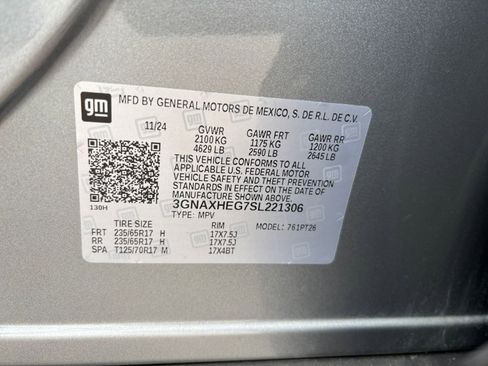 gm
MFD BY GENERAL MOTORS DE MEXICO, S. DE R.L. DE C.V.
11/24 GVWR GAWR FRT GAWR RR
2100 KG 1175 KG 1200 KG
4629 LB 2590 LB 2645 LB
THIS VEHICLE CONFORMS TO ALL
APPLICABLE U.S. FEDERAL MOTOR
VEHICLE SAFETY AND THEFT PREVENTION
STANDARDS IN EFFECT ON THE DATE OF
MANUFACTURE SHOWN ABOVE.
3GNAXHEG7SL221306
130H TYPE: MPV MODEL: 761PT26
TIRE SIZE RIM
FRT 235/65R17 H 17X7.5J
RR 235/65R17 H 17X7.5J
SPA T125/70R17 M 17X4BT